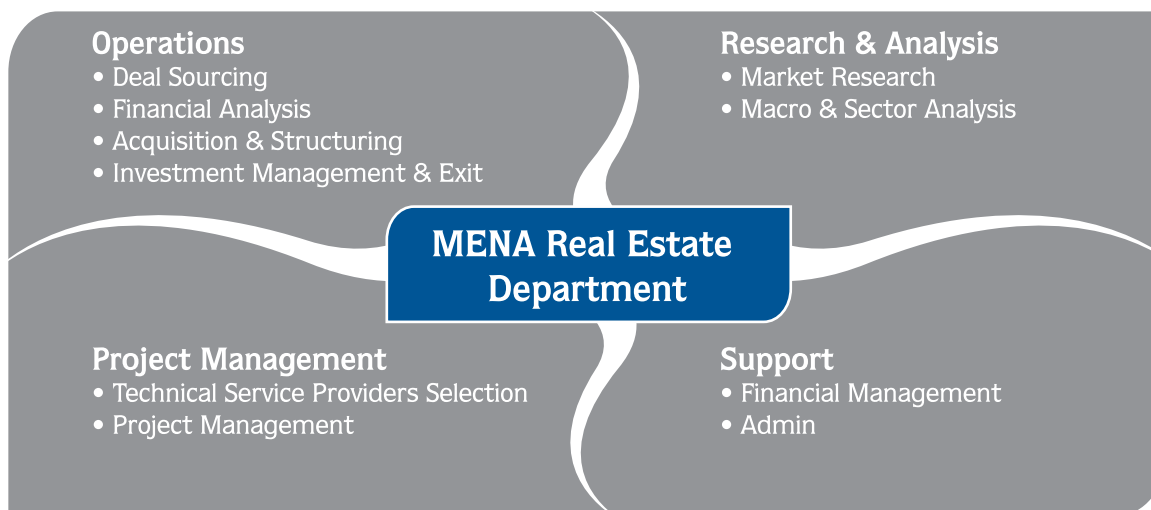 Operations
• Deal Sourcing
• Financial Analysis
• Acquisition & Structuring
• Investment Management & Exit
Research & Analysis
• Market Research
• Macro & Sector Analysis
MENA Real Estate
Department
Project Management
• Technical Service Providers Selection
• Project Management
Support
• Financial Management
• Admin